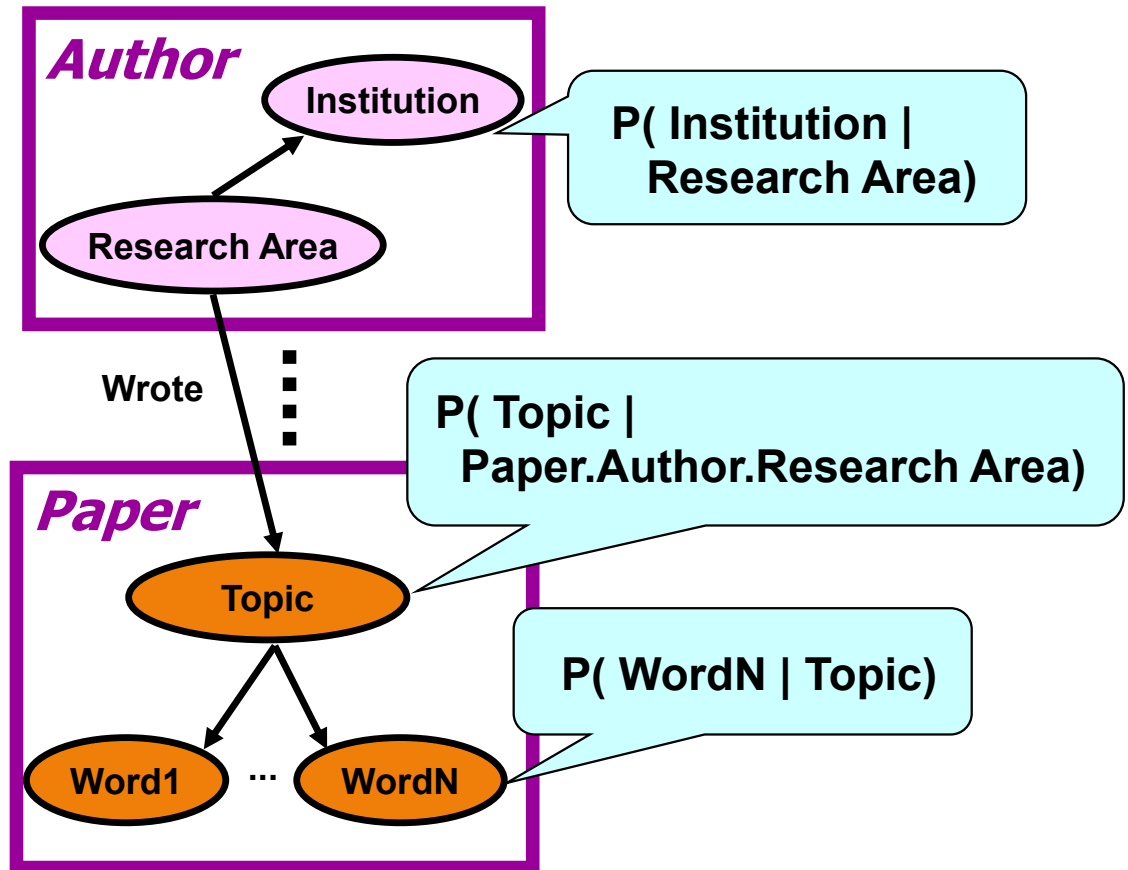 Author
Institution
P( Institution |
Research Area)
Research Area
Wrote
P( Topic |
Paper.Author.Research Area)
Paper
Topic
P( WordN | Topic)
Word1
...
WordN